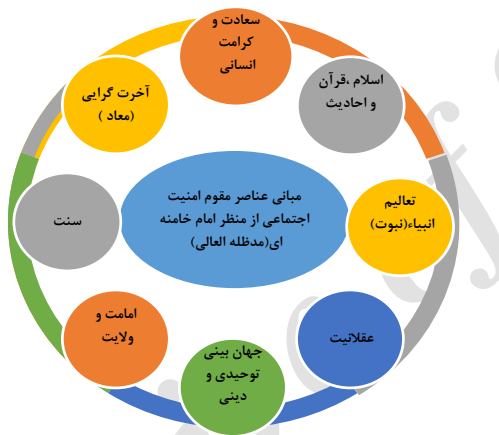 سعادت و
کرامت
انسانی
اسلام ،قرآن
و احادیث
تعالیم
انبیاء(نبوت)
عقلانیت
جهان بینی
توحیدی و
دینی
امامت و
ولایت
سنت
آخرت گرایی
(معاد )
مبانی عناصر مقوم امنیت
اجتماعی از منظر امام خامنه
ای(مدظله العالی)